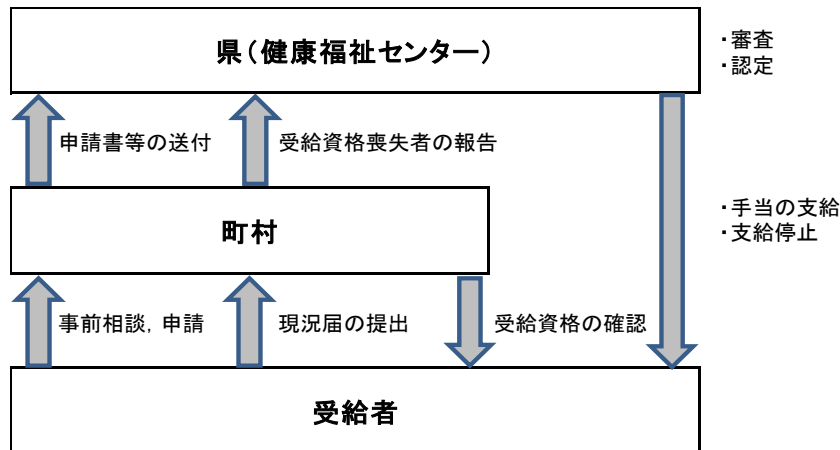 県（健康福祉センター）
・審査
・認定
申請書等の送付
受給資格喪失者の報告
・手当の支給
・支給停止
町村
事前相談，申請
現況届の提出
受給資格の確認
受給者